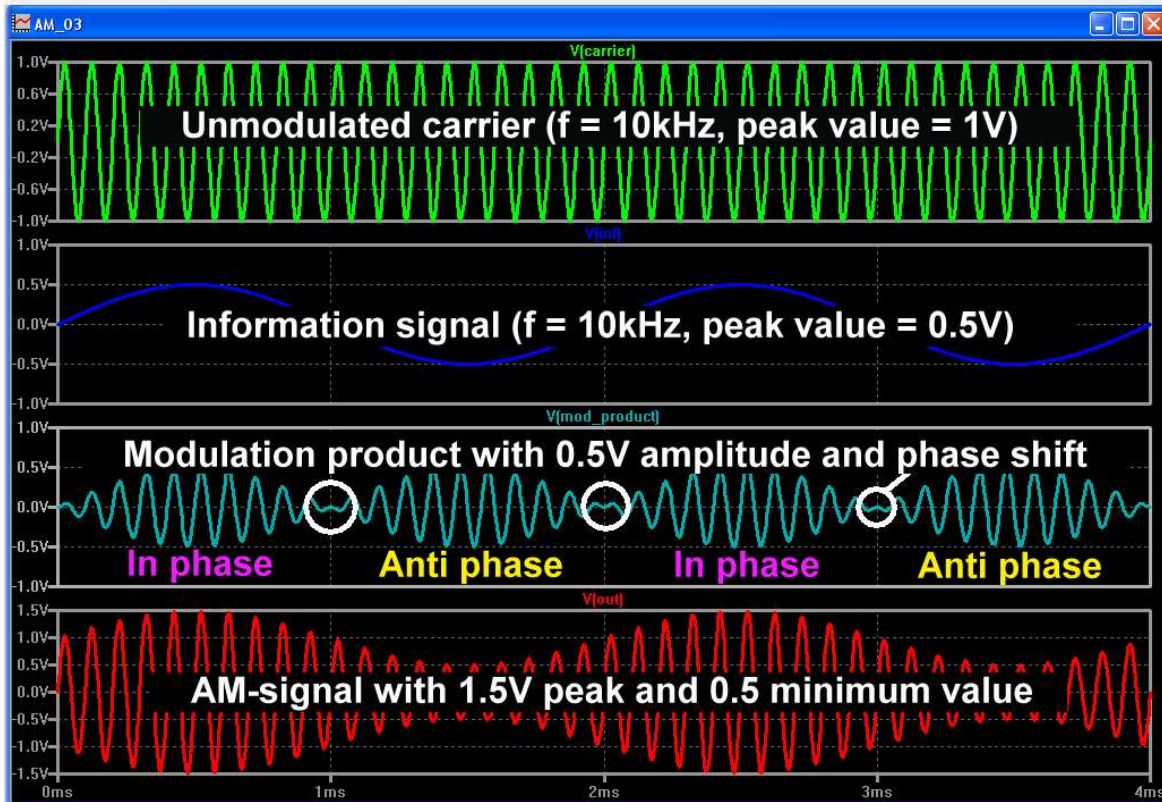 AM_03
V(carrier)
1.0V
0.6V
0.2V
-0.2V
-0.6V
-1.0V
Unmodulated carrier (f = 10kHz, peak value = 1V)
V(inf)
1.0V
0.5V
0.0V
-0.5V
-1.0V
Information signal (f = 10kHz, peak value = 0.5V)
V(mod_product)
1.0V
0.5V
0.0V
-0.5V
-1.0V
Modulation product with 0.5V amplitude and phase shift
In phase Anti phase In phase Anti phase
V(out)
1.5V
1.0V
0.5V
0.0V
-0.5V
-1.0V
-1.5V
AM-signal with 1.5V peak and 0.5 minimum value
0ms 1ms 2ms 3ms 4ms